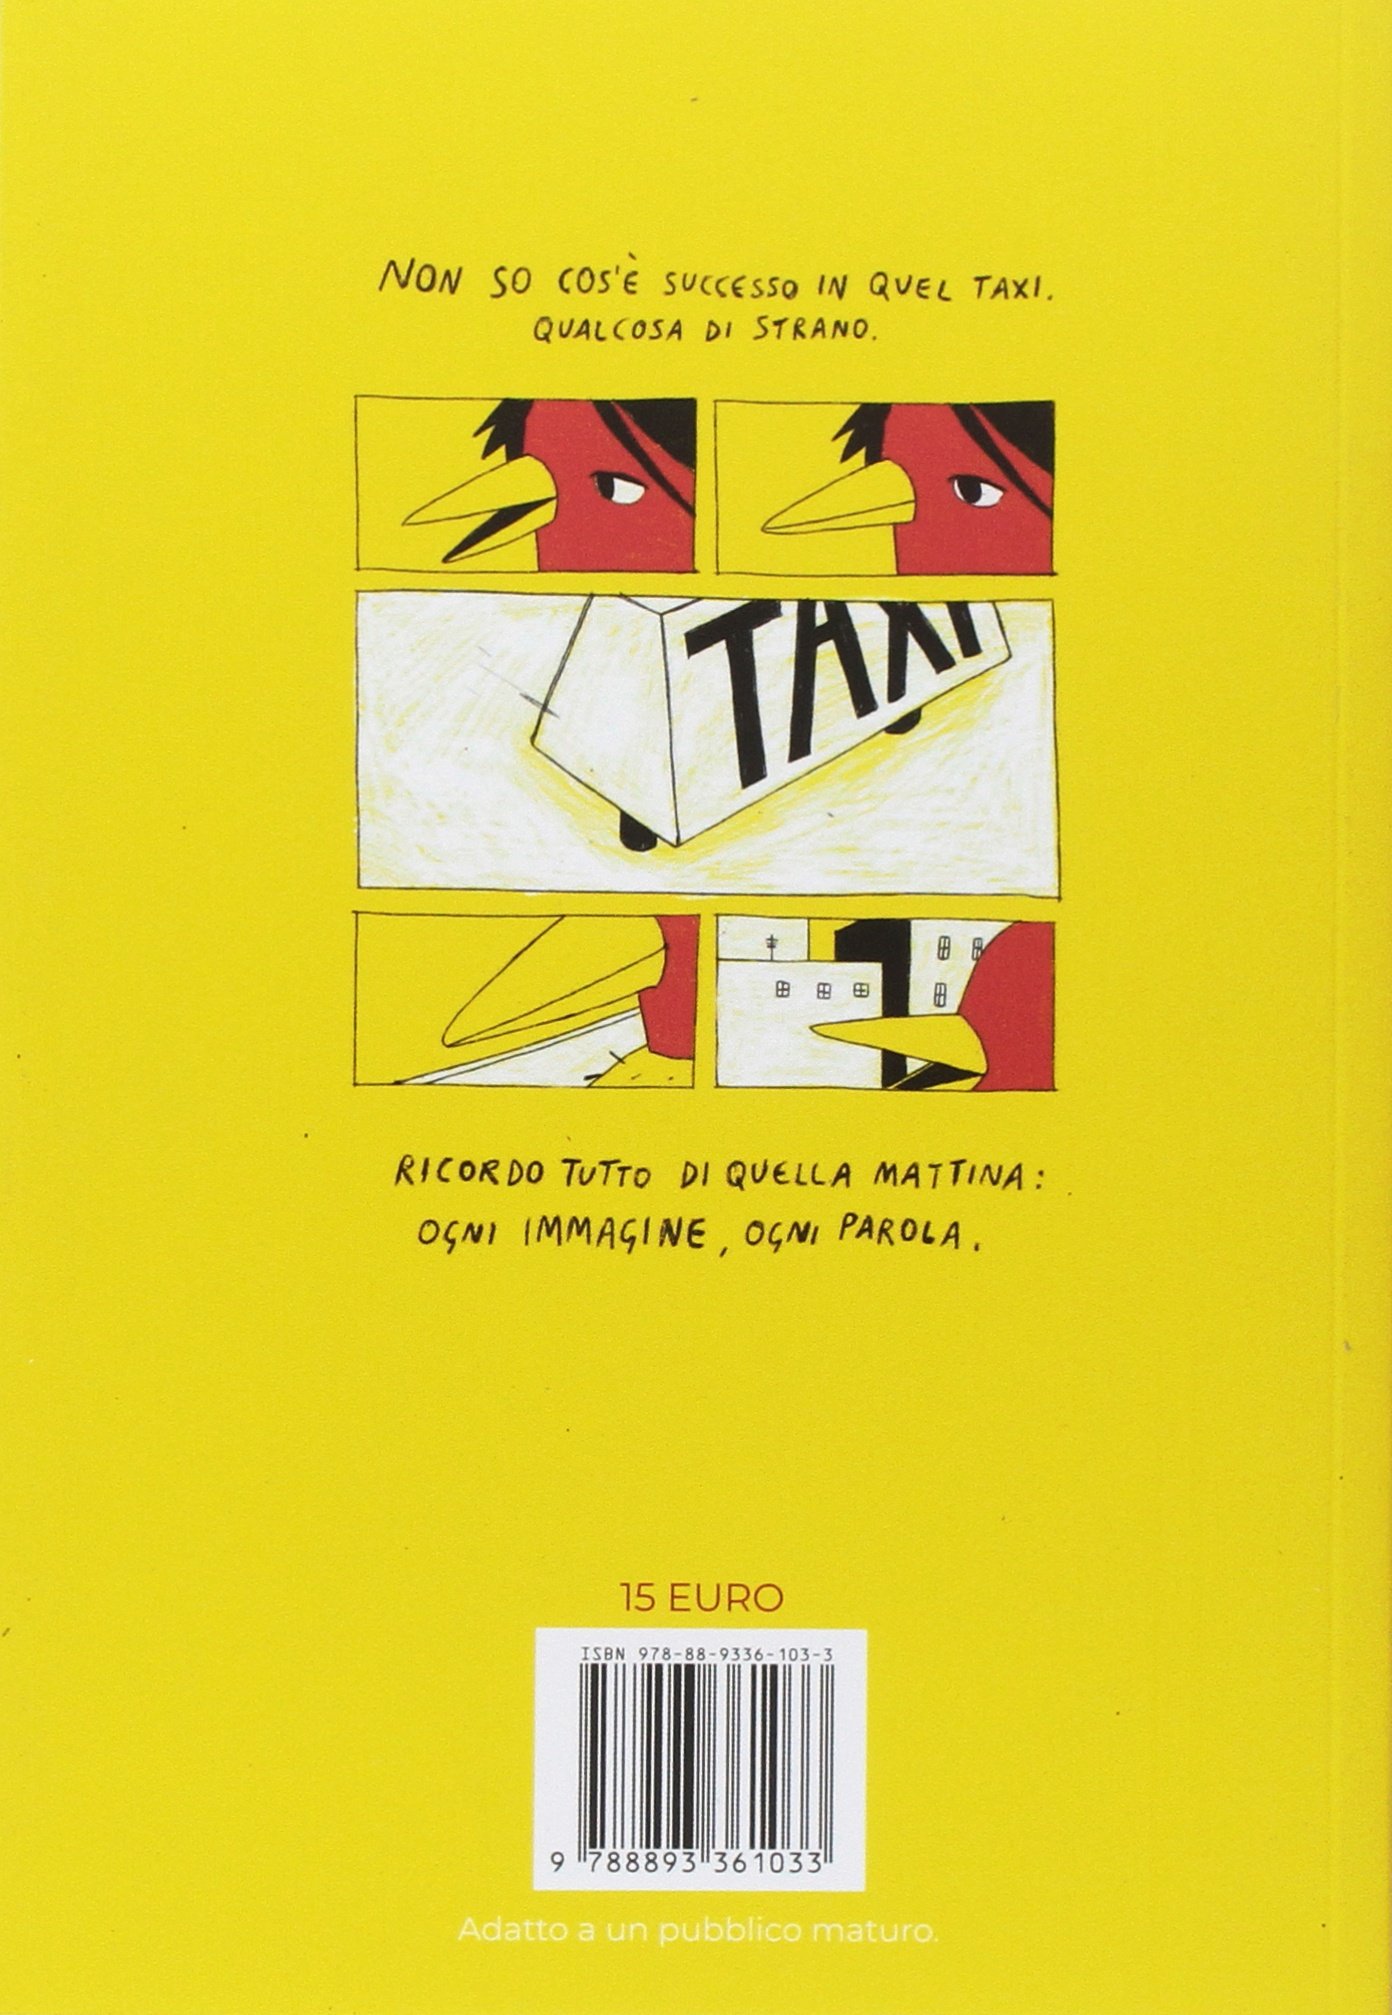 NON SO COS'È SUCCESSO IN QUEL TAXI.
QUALCOSA DI STRANO.
TAXI
RICORDO TUTTO DI QUELLA MATTINA:
OGNI IMMAGINE, OGNI PAROLA.
15 EURO
ISBN 978-88-9336-103-3
9 788893 361033
Adatto a un pubblico maturo.